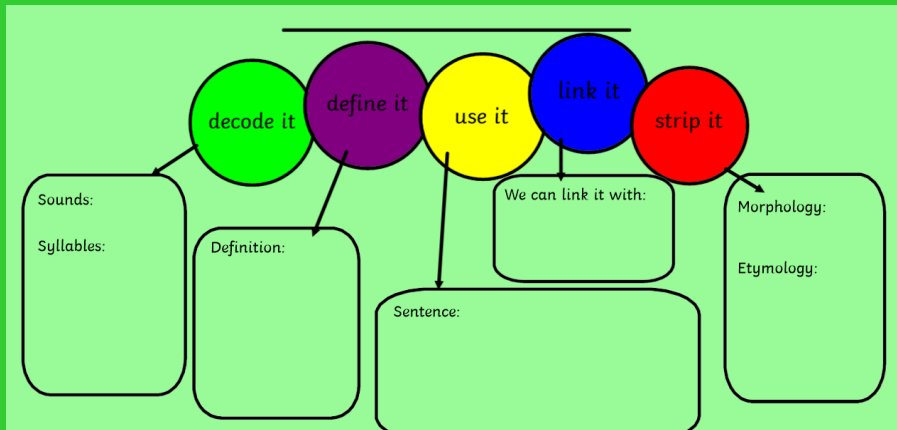 decode it
define it
use it
link it
strip it
Sounds:
Syllables:
Definition:
Sentence:
We can link it with:
Morphology:
Etymology: